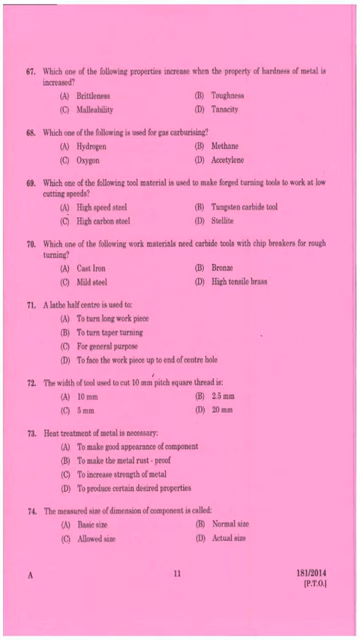 67. Which one of the following properties increase when the property of hardness of metal is
increased?
(A) Brittleness (B) Toughness
(C) Malleability (D) Tanacity
68. Which one of the following is used for gas carburising?
(A) Hydrogen (B) Methane
(C) Oxygon (D) Accetylene
69. Which one of following tool material is used to make forged turning tools to work at low
cutting speeds?
(A) High speed steel (B) Tungsten carbide tool
(C) High carbon steel (D) Stellite
70. Which one of following work materials need carbide tools with chip breakers for rough
turning?
(A) Cast Iron (B) Bronze
(C) Mild steel (D) High tensile brass
71. A lathe half centre is used to:
(A) To turn long work piece
(B) To turn taper turning
(C) For general purpose
(D) To face the work piece up to end of centre hole
72. The width of tool used to cut 10 mm pitch square thread is:
(A) 10 mm (B) 2.5 mm
(C) 5 mm (D) 20 mm
73. Heat treatment of metal is necessary:
(A) To make good appearance of component
(B) To make the metal rust - proof
(C) To increase strength of metal
(D) To produce certain desired properties
74. The measured size of dimension of component is called:
(A) Basic size (B) Normal size
(C) Allowed size (D) Actual size
A 11 181/2014
[P.T.O.]